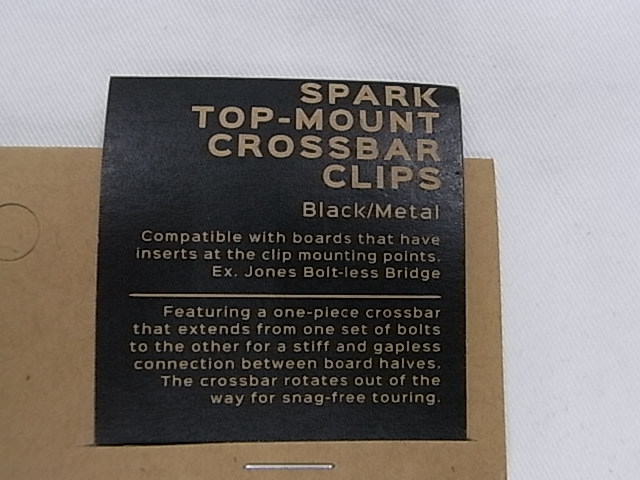 SPARK
TOP-MOUNT
CROSSBAR
CLIPS
Black/Metal
Compatible with boards that have
inserts at the clip mounting points.
Ex. Jones Bolt-less Bridge
Featuring a one-piece crossbar
that extends from one set of bolts
to the other for a stiff and gapless
connection between board halves.
The crossbar rotates out of the
way for snag-free touring.